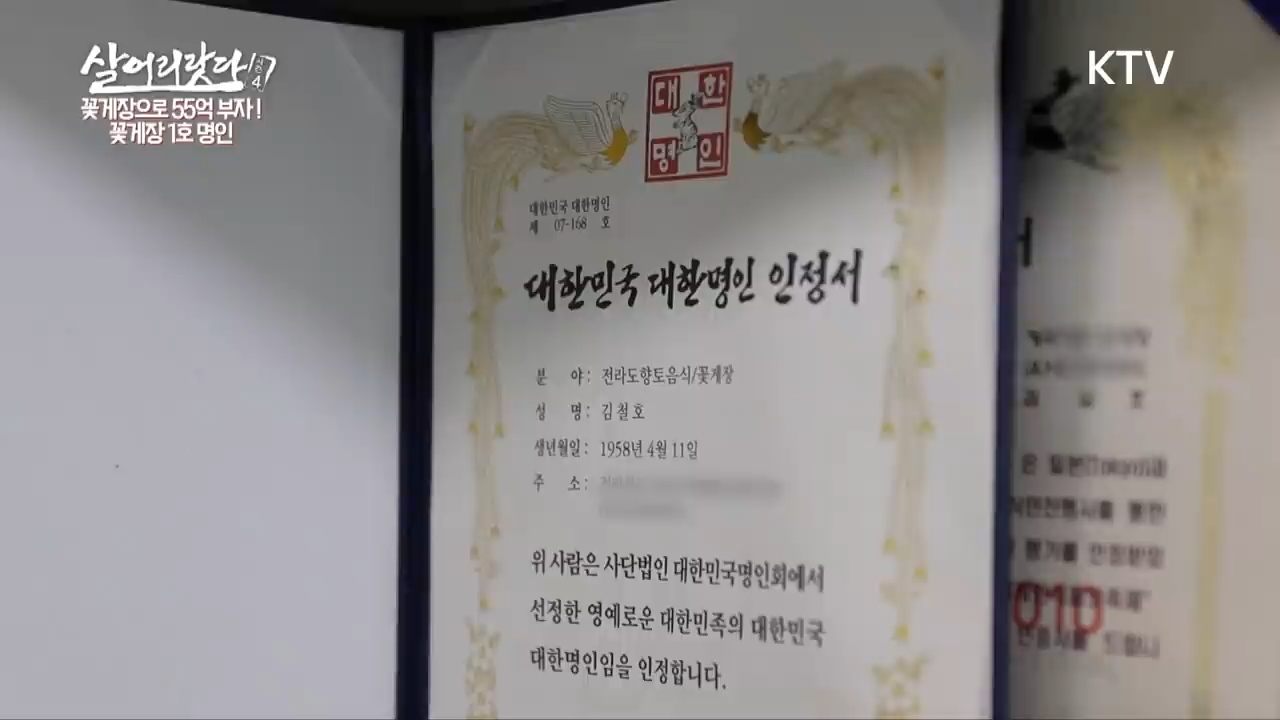 살어리랏다
시즌4
꽃게장으로 55억 부자!
꽃게장 1호 명인
KTV
대한
명인
대한민국 대한명인
제 07-168 호
대한민국 대한명인 인정서
분 야 : 전라도향토음식/꽃게장
성 명 : 김철호
생년월일 : 1958년 4월 11일
주 소 :
위 사람은 사단법인 대한민국명인회에서
선정한 영예로운 대한민족의 대한민국
대한명인임을 인정합니다.